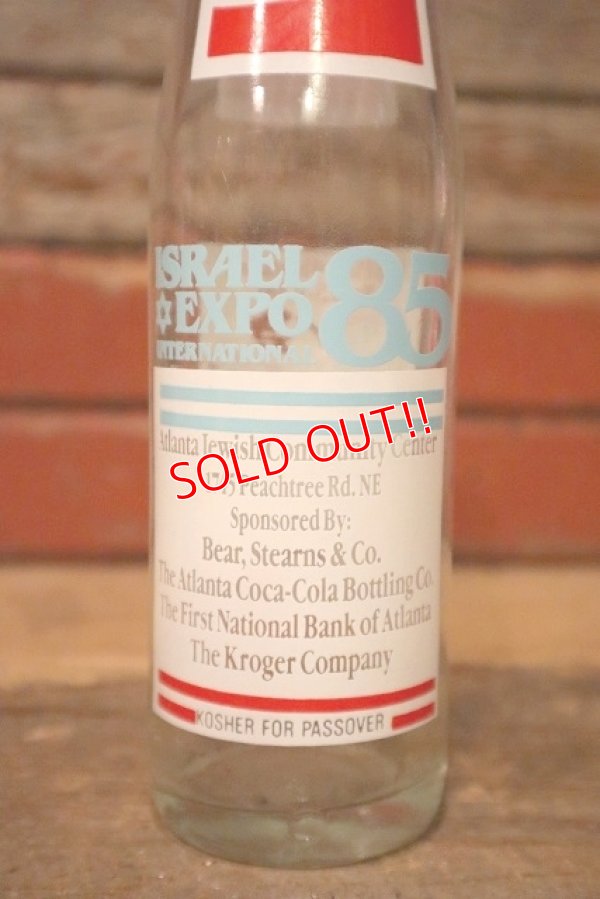 ISRAEL
EXPO 85
INTERNATIONAL
Atlanta Jewish Community Center
1745 Peachtree Rd. NE
SOLD OUT!!
Sponsored By:
Bear, Stearns & Co.
The Atlanta Coca-Cola Bottling Co.
The First National Bank of Atlanta
The Kroger Company
KOSHER FOR PASSOVER